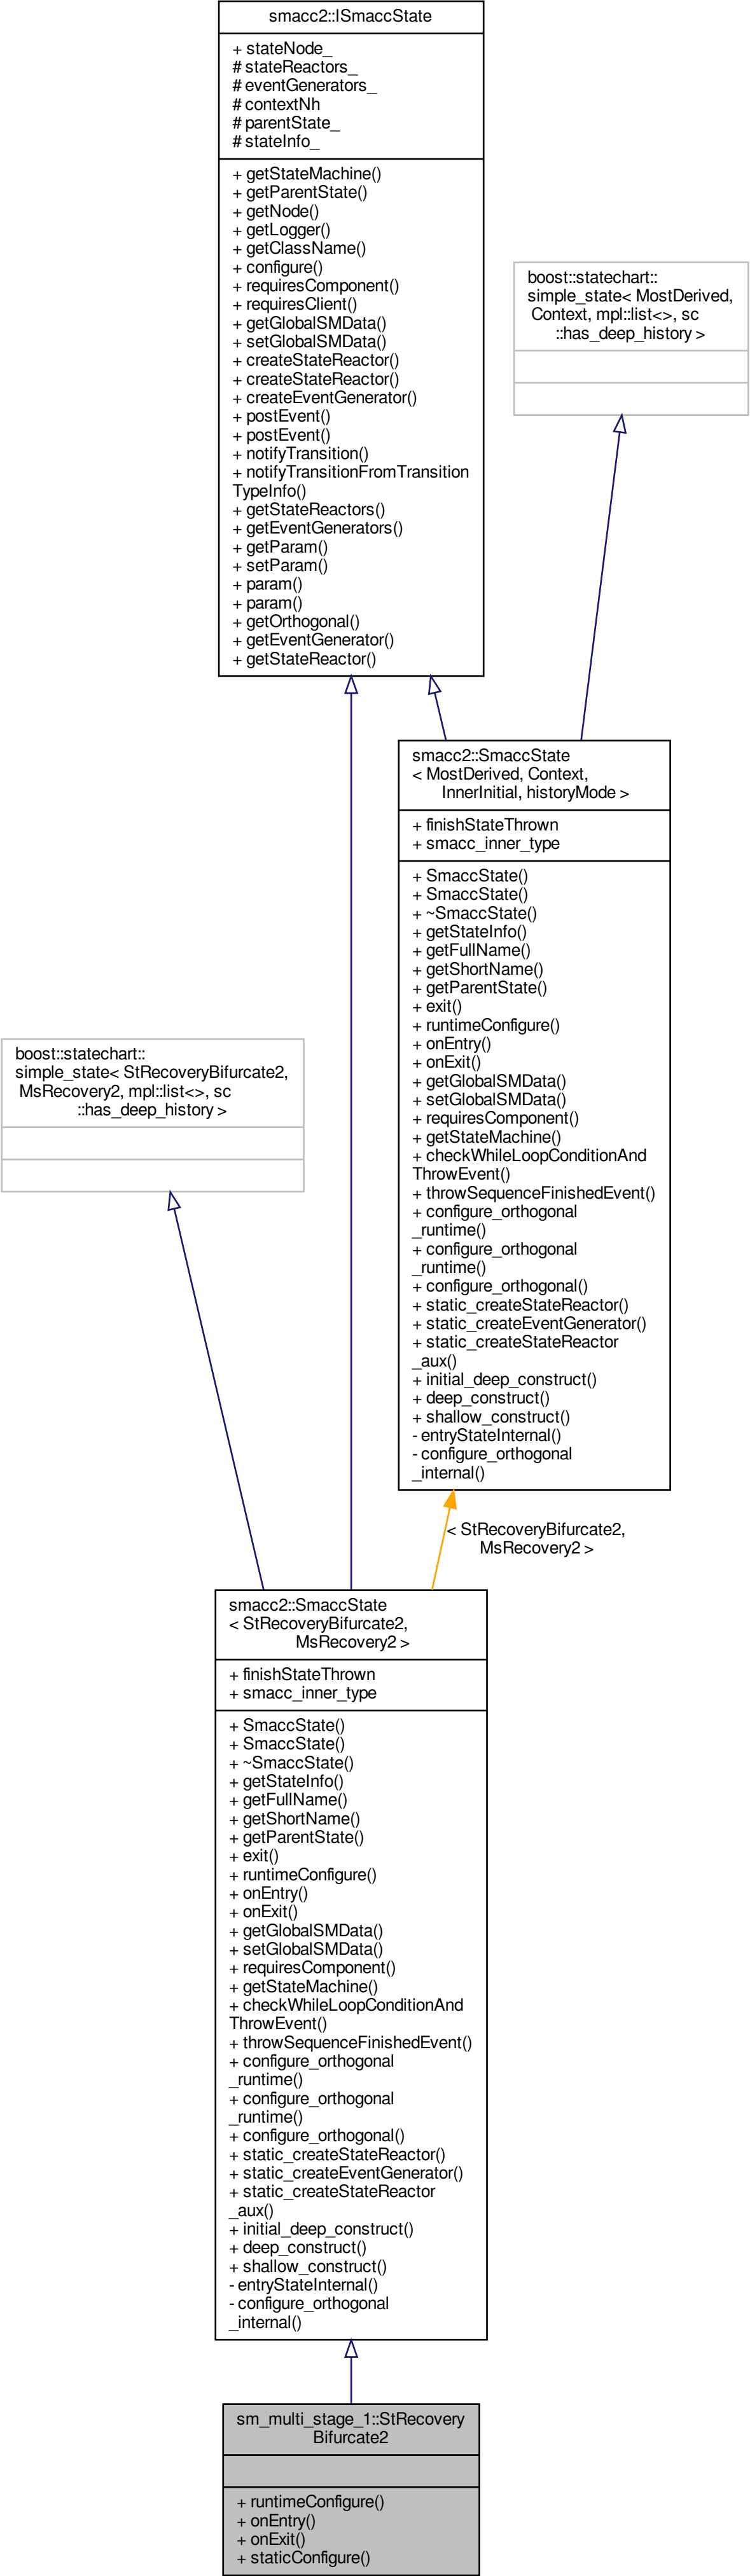 smacc2::ISmaccState
+ stateNode_
# stateReactors_
# eventGenerators_
# contextNh
# parentState_
# stateInfo_
+ getStateMachine()
+ getParentState()
+ getNode()
+ getLogger()
+ getClassName()
+ configure()
+ requiresComponent()
+ requiresClient()
+ getGlobalSMData()
+ setGlobalSMData()
+ createStateReactor()
+ createStateReactor()
+ createEventGenerator()
+ postEvent()
+ postEvent()
+ notifyTransition()
+ notifyTransitionFromTransition
TypeInfo()
+ getStateReactors()
+ getEventGenerators()
+ getParam()
+ setParam()
+ param()
+ param()
+ getOrthogonal()
+ getEventGenerator()
+ getStateReactor()
boost::statechart::
simple_state< MostDerived,
Context, mpl::list<>, sc
::has_deep_history >
smacc2::SmaccState
< MostDerived, Context,
InnerInitial, historyMode >
+ finishStateThrown
+ smacc_inner_type
+ SmaccState()
+ SmaccState()
+ ~SmaccState()
+ getStateInfo()
+ getFullName()
+ getShortName()
+ getParentState()
+ exit()
+ runtimeConfigure()
+ onEntry()
+ onExit()
+ getGlobalSMData()
+ setGlobalSMData()
+ requiresComponent()
+ getStateMachine()
+ checkWhileLoopConditionAnd
ThrowEvent()
+ throwSequenceFinishedEvent()
+ configure_orthogonal
_runtime()
+ configure_orthogonal
_runtime()
+ configure_orthogonal()
+ static_createStateReactor()
+ static_createEventGenerator()
+ static_createStateReactor
_aux()
+ initial_deep_construct()
+ deep_construct()
+ shallow_construct()
- entryStateInternal()
- configure_orthogonal
_internal()
boost::statechart::
simple_state< StRecoveryBifurcate2,
MsRecovery2, mpl::list<>, sc
::has_deep_history >
< StRecoveryBifurcate2,
MsRecovery2 >
smacc2::SmaccState
< StRecoveryBifurcate2,
MsRecovery2 >
+ finishStateThrown
+ smacc_inner_type
+ SmaccState()
+ SmaccState()
+ ~SmaccState()
+ getStateInfo()
+ getFullName()
+ getShortName()
+ getParentState()
+ exit()
+ runtimeConfigure()
+ onEntry()
+ onExit()
+ getGlobalSMData()
+ setGlobalSMData()
+ requiresComponent()
+ getStateMachine()
+ checkWhileLoopConditionAnd
ThrowEvent()
+ throwSequenceFinishedEvent()
+ configure_orthogonal
_runtime()
+ configure_orthogonal
_runtime()
+ configure_orthogonal()
+ static_createStateReactor()
+ static_createEventGenerator()
+ static_createStateReactor
_aux()
+ initial_deep_construct()
+ deep_construct()
+ shallow_construct()
- entryStateInternal()
- configure_orthogonal
_internal()
sm_multi_stage_1::StRecovery
Bifurcate2
+ runtimeConfigure()
+ onEntry()
+ onExit()
+ staticConfigure()